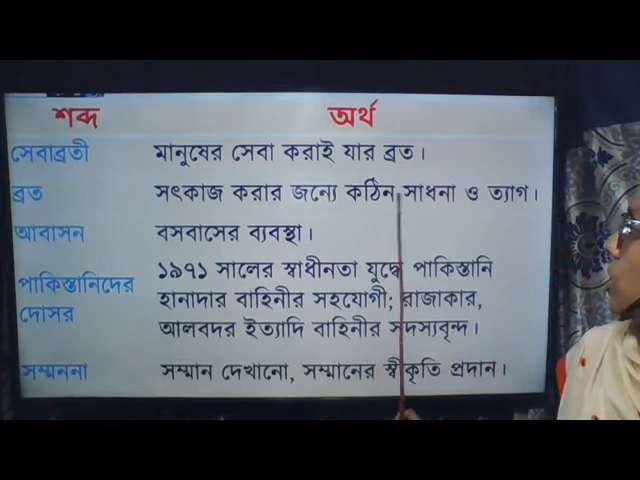 শব্দ অর্থ
সেবাব্রতী মানুষের সেবা করাই যার ব্রত।
ব্রত সৎকাজ করার জন্যে কঠিন সাধনা ও ত্যাগ।
আবাসন বসবাসের ব্যবস্থা।
পাকিস্তানিদের দোসর
১৯৭১ সালের স্বাধীনতা যুদ্ধে পাকিস্তানি
হানাদার বাহিনীর সহযোগী; রাজাকার,
আলবদর ইত্যাদি বাহিনীর সদস্যবৃন্দ।
সম্মননা সম্মান দেখানো, সম্মানের স্বীকৃতি প্রদান।